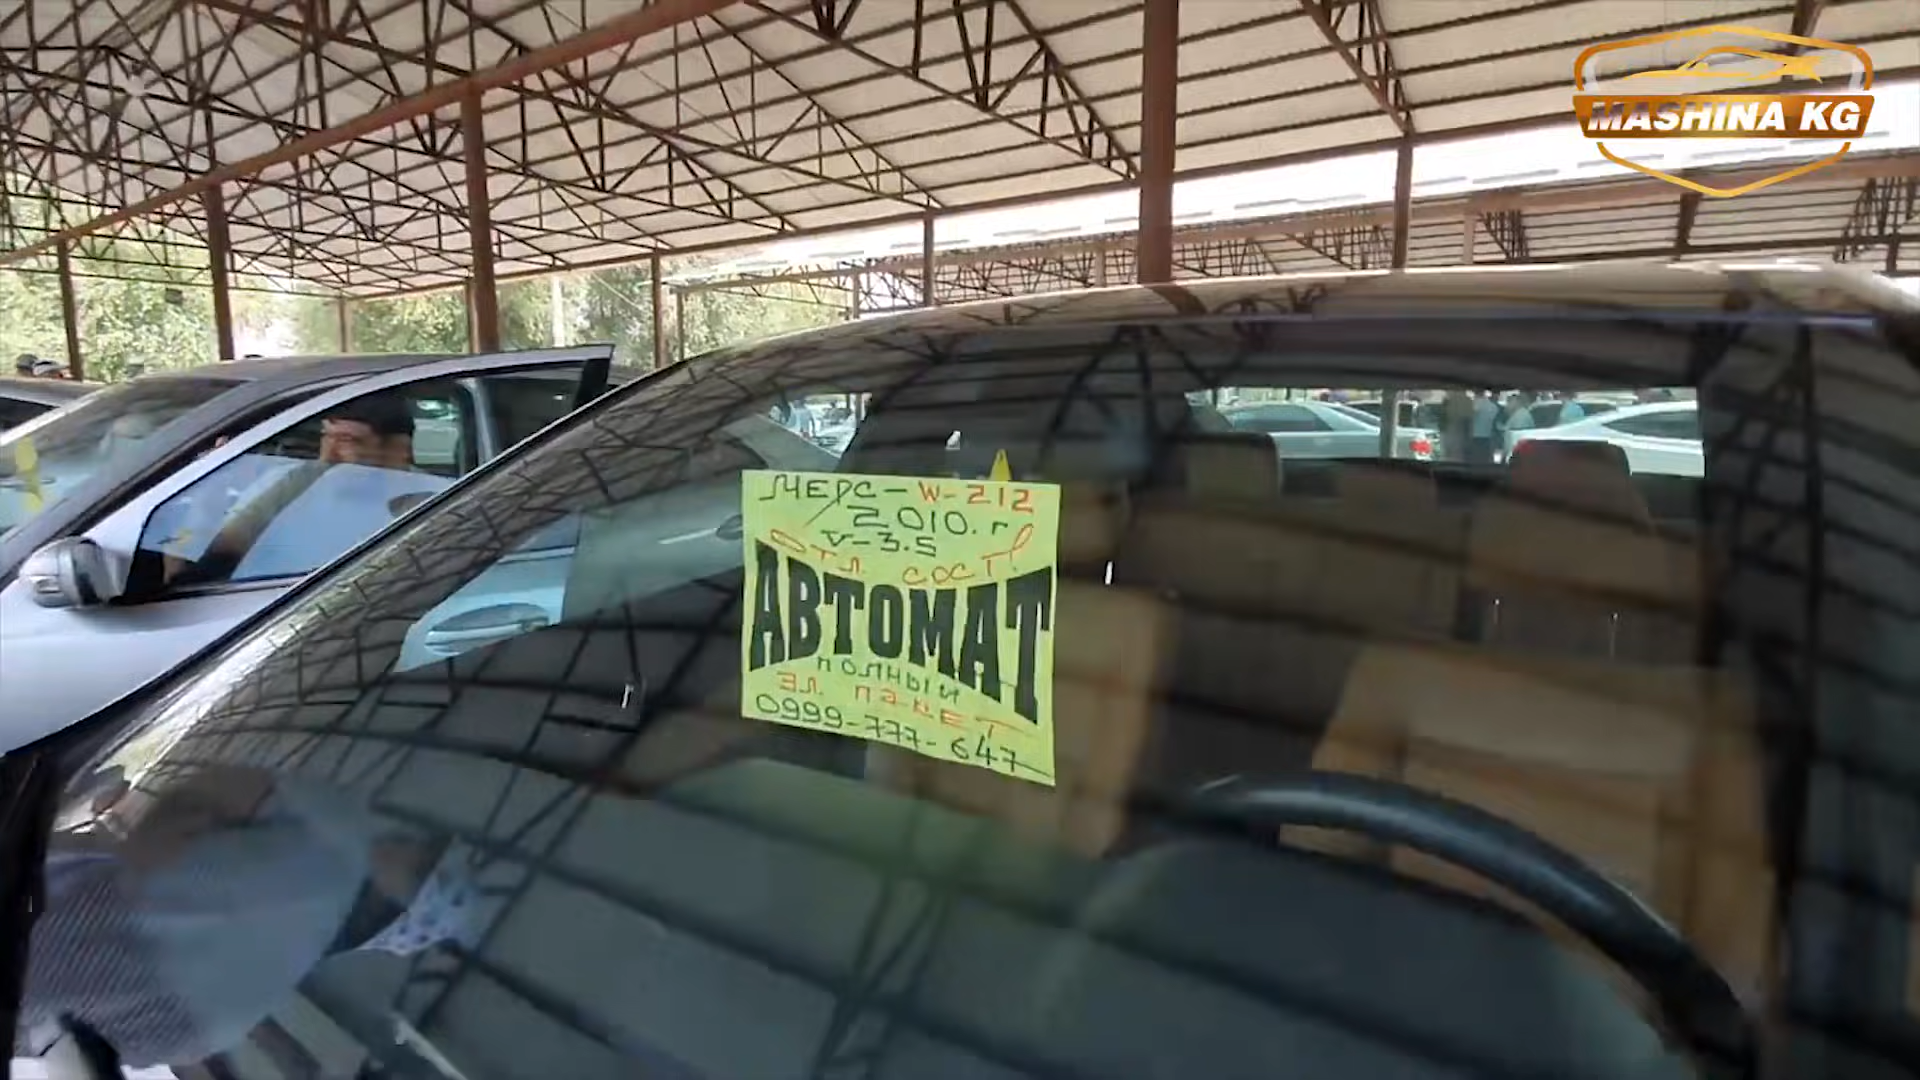 MASHINA KG
МЕРС-W-212
2010.г
V-3.5
ОТЛ. СОСТ!
АВТОМАТ
ПОЛНЫЙ
ЭЛ. ПАКЕТ
0999-777-647